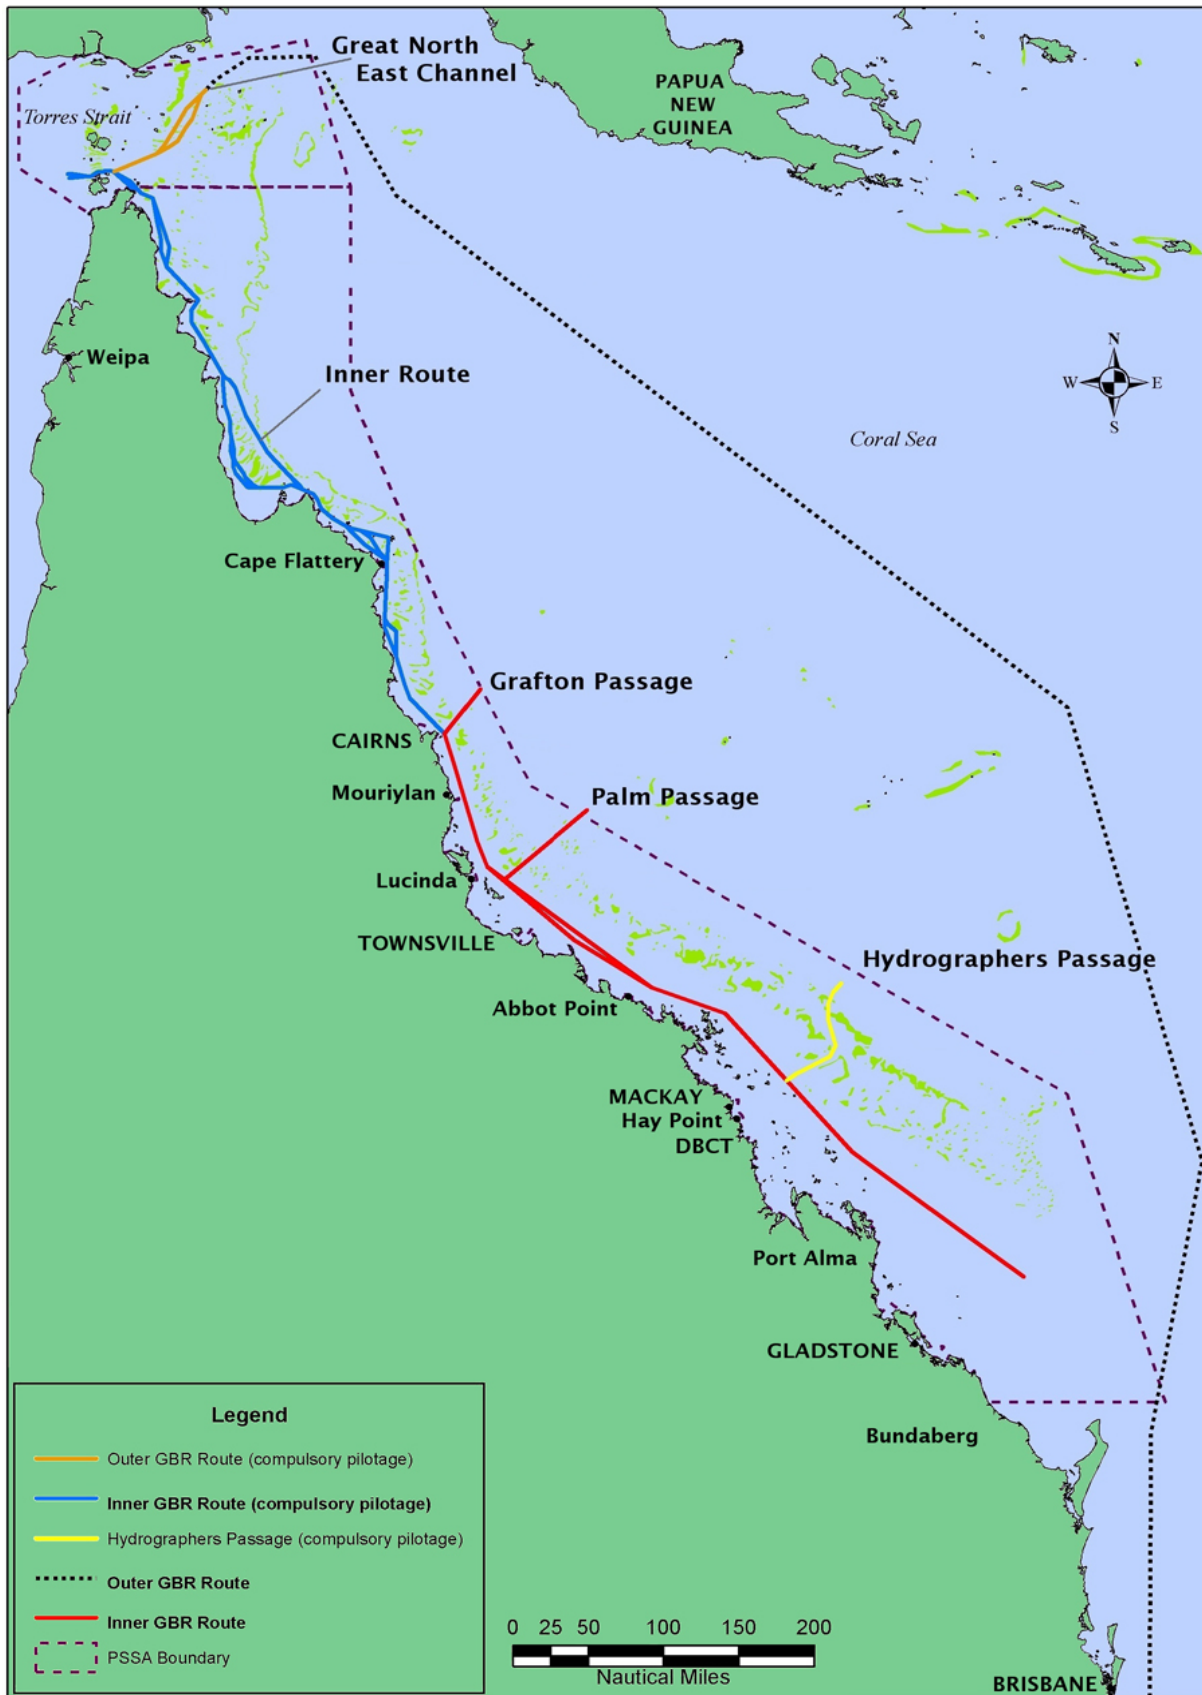 Great North
East Channel
PAPUA
NEW
GUINEA
Torres Strait
Weipa
Inner Route
N
W
E
S
Coral Sea
Cape Flattery
Grafton Passage
CAIRNS
Mouriylan
Palm Passage
Lucinda
TOWNSVILLE
Hydrographers Passage
Abbot Point
MACKAY
Hay Point
DBCT
Port Alma
GLADSTONE
Bundaberg
Legend
Outer GBR Route (compulsory pilotage)
Inner GBR Route (compulsory pilotage)
Hydrographers Passage (compulsory pilotage)
Outer GBR Route
Inner GBR Route
PSSA Boundary
0 25 50 100 150 200
Nautical Miles
BRISBANE